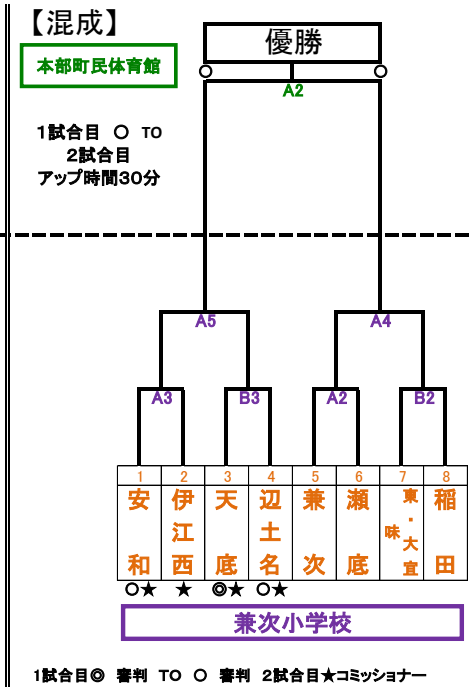 【混成】
優勝
本部町民体育館
○ ○
A2
1試合目 ○ TO
2試合目
アップ時間30分
A5 A4
A3 B3 A2 B2
1 2 3 4 5 6 7 8
安和
伊江西
天底
辺土名
兼次
瀬底
東・大宜味
稲田
○★ ★ ◎★ ○★
兼次小学校
1試合目◎ 審判 TO ○ 審判 2試合目★コミッショナー